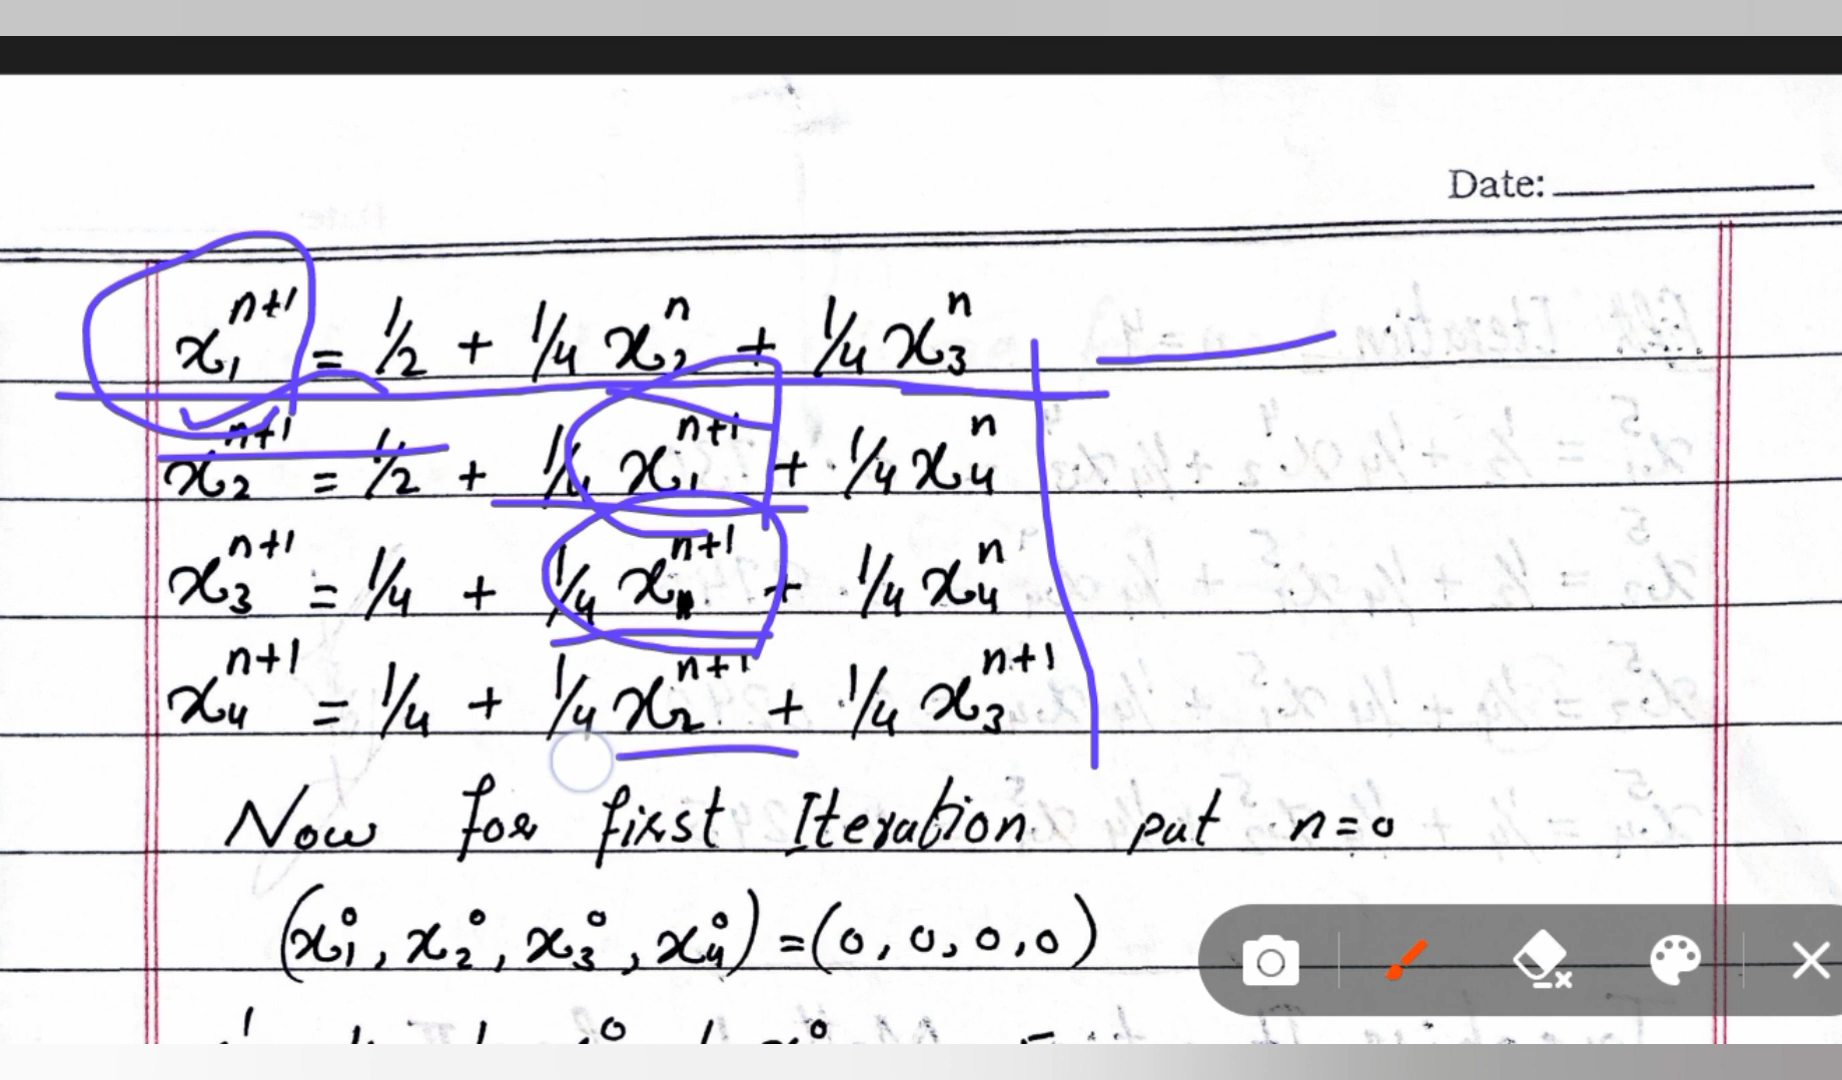 Date:
x₁ⁿ⁺¹ = 1/2 + 1/4 x₂ⁿ + 1/4 x₃ⁿ
x₂ⁿ⁺¹ = 1/2 + 1/4 x₁ⁿ⁺¹ + 1/4 x₄ⁿ
x₃ⁿ⁺¹ = 1/4 + 1/4 x₁ⁿ⁺¹ + 1/4 x₄ⁿ
x₄ⁿ⁺¹ = 1/4 + 1/4 x₂ⁿ⁺¹ + 1/4 x₃ⁿ⁺¹
Now for first Iteration put n=0
(x₁⁰, x₂⁰, x₃⁰, x₄⁰) = (0, 0, 0, 0)